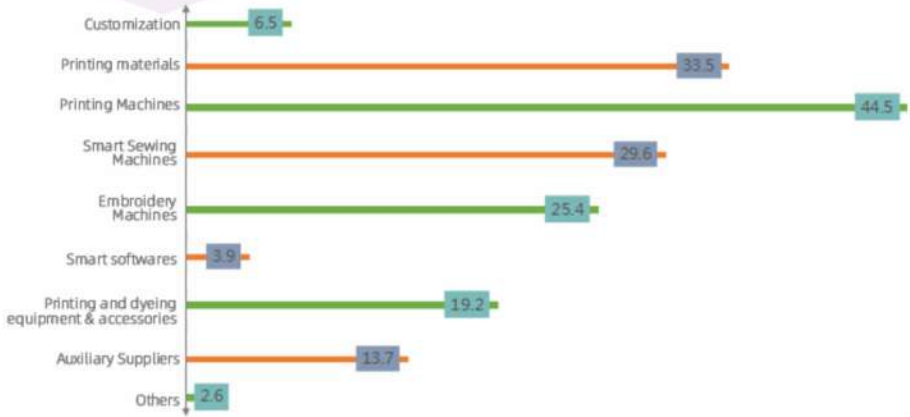 Customization 6.5
Printing materials 33.5
Printing Machines 44.5
Smart Sewing
Machines 29.6
Embroidery
Machines 25.4
Smart softwares 3.9
Printing and dyeing
equipment & accessories 19.2
Auxiliary Suppliers 13.7
Others 2.6